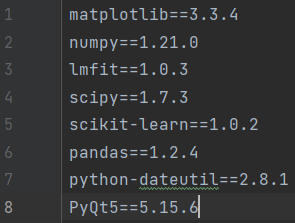 1 matplotlib==3.3.4
2 numpy==1.21.0
3 lmfit==1.0.3
4 scipy==1.7.3
5 scikit-learn==1.0.2
6 pandas==1.2.4
7 python-dateutil==2.8.1
8 PyQt5==5.15.6